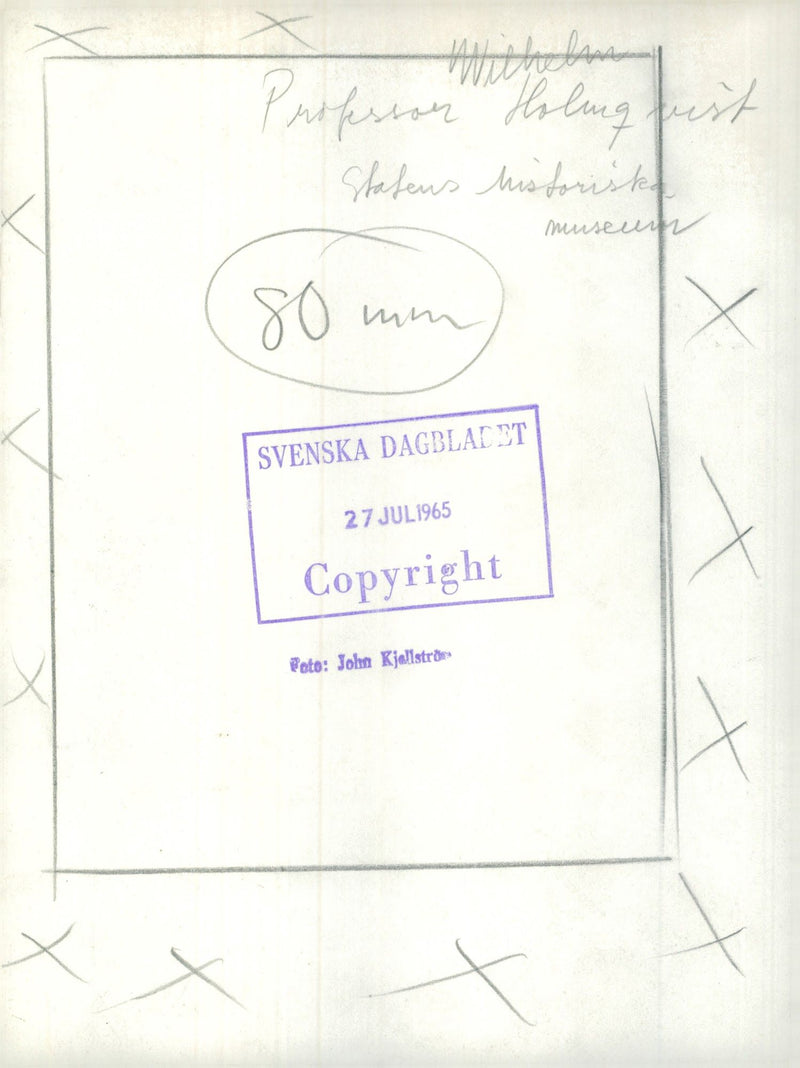 Wilhelm
Professor Holmqvist
Statens historiska
museum
80 mm
SVENSKA DAGBLADET
27 JUL 1965
Copyright
Foto: John Kjellström